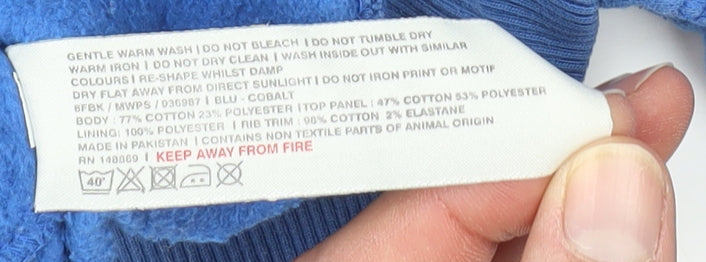 GENTLE WARM WASH | DO NOT BLEACH | DO NOT TUMBLE DRY
WARM IRON | DO NOT DRY CLEAN | WASH INSIDE OUT WITH SIMILAR
COLOURS | RE-SHAPE WHILST DAMP
DRY FLAT AWAY FROM DIRECT SUNLIGHT | DO NOT IRON PRINT OR MOTIF
6FBK / MWPS / 936987 | BLU - COBALT
BODY : 77% COTTON 23% POLYESTER | TOP PANEL : 47% COTTON 53% POLYESTER
LINING: 100% POLYESTER | RIB TRIM : 98% COTTON 2% ELASTANE
MADE IN PAKISTAN | CONTAINS NON TEXTILE PARTS OF ANIMAL ORIGIN
RN 148669 | KEEP AWAY FROM FIRE
40°